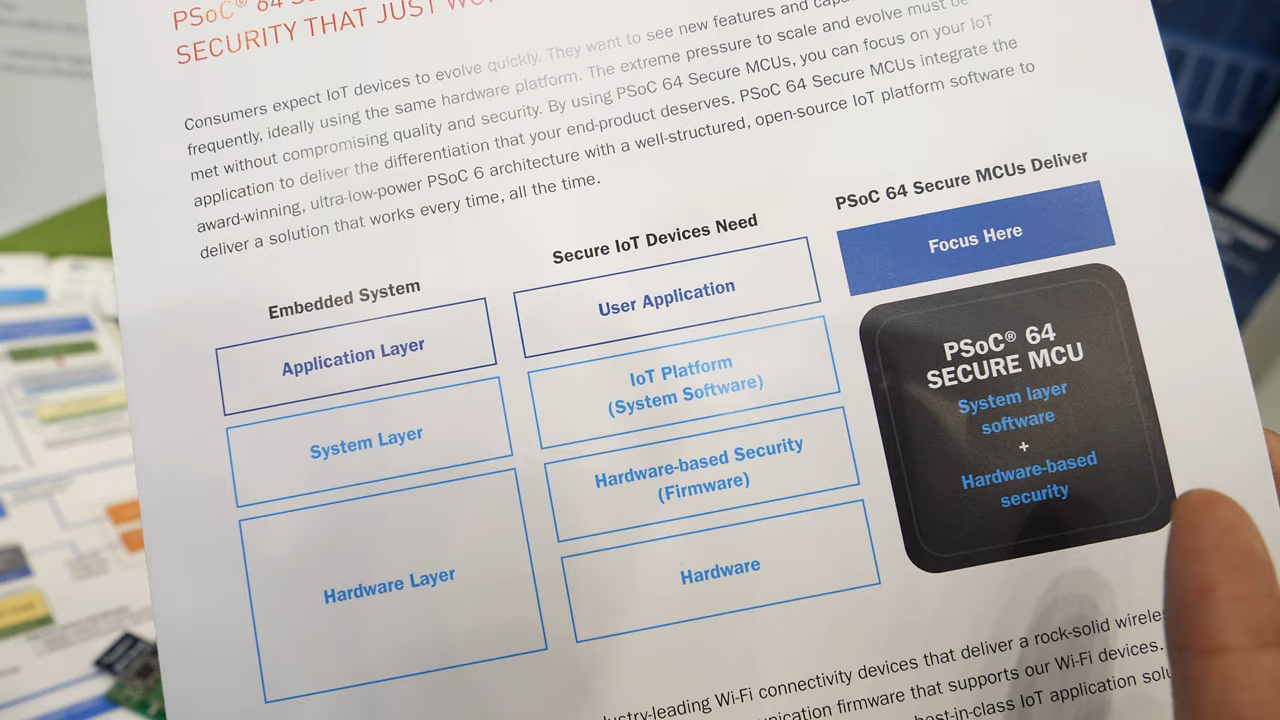 PSoC® 64
SECURITY THAT JUST
Consumers expect IoT devices to evolve quickly. They want to see new features and
frequently, ideally using the same hardware platform. The extreme pressure to scale and evolve must be
met without compromising quality and security. By using PSoC 64 Secure MCUs, you can focus on your IoT
application to deliver the differentiation that your end-product deserves. PSoC 64 Secure MCUs integrate the
award-winning, ultra-low-power PSoC 6 architecture with a well-structured, open-source IoT platform software to
deliver a solution that works every time, all the time.
Embedded System
Application Layer
System Layer
Hardware Layer
Secure IoT Devices Need
User Application
IoT Platform
(System Software)
Hardware-based Security
(Firmware)
Hardware
PSoC 64 Secure MCUs Deliver
Focus Here
PSoC® 64
SECURE MCU
System layer
software
+
Hardware-based
security
Wi-Fi connectivity devices that deliver a rock-solid
firmware that supports our Wi-Fi devices.
best-in-class IoT application